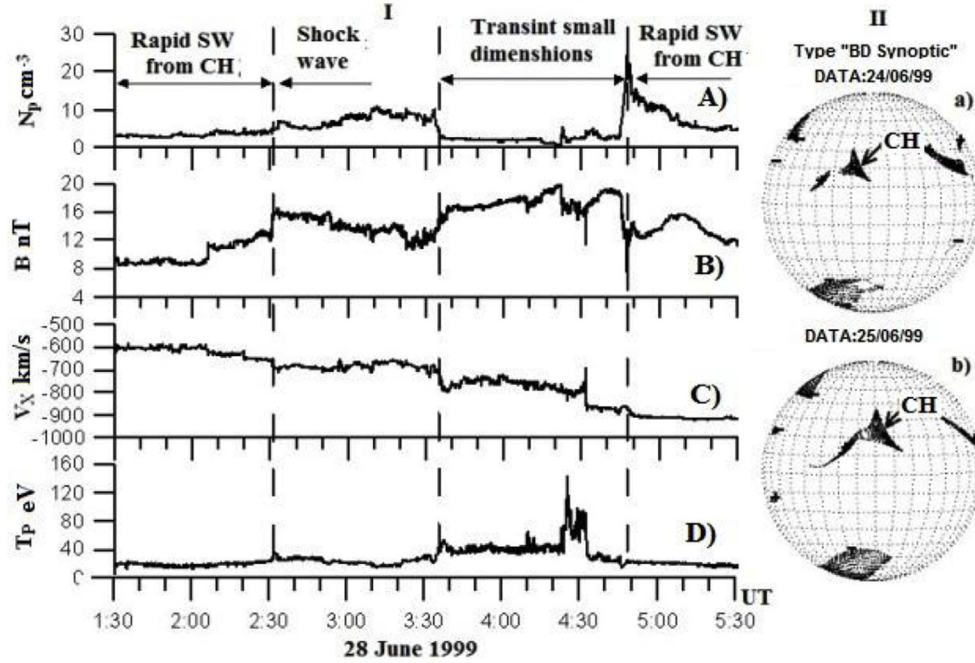 I
Rapid SW
from CH
Shock
wave
Transint small
dimenshions
Rapid SW
from CH
30
20
10
0
Np cm-3
A)
20
16
12
8
4
B nT
B)
-500
-600
-700
-800
-900
-1000
VX km/s
C)
160
120
80
40
0
TP eV
D)
1:30 2:00 2:30 3:00 3:30 4:00 4:30 5:00 5:30
UT
28 June 1999
II
Type "BD Synoptic"
DATA:24/06/99
a)
CH
DATA:25/06/99
b)
CH